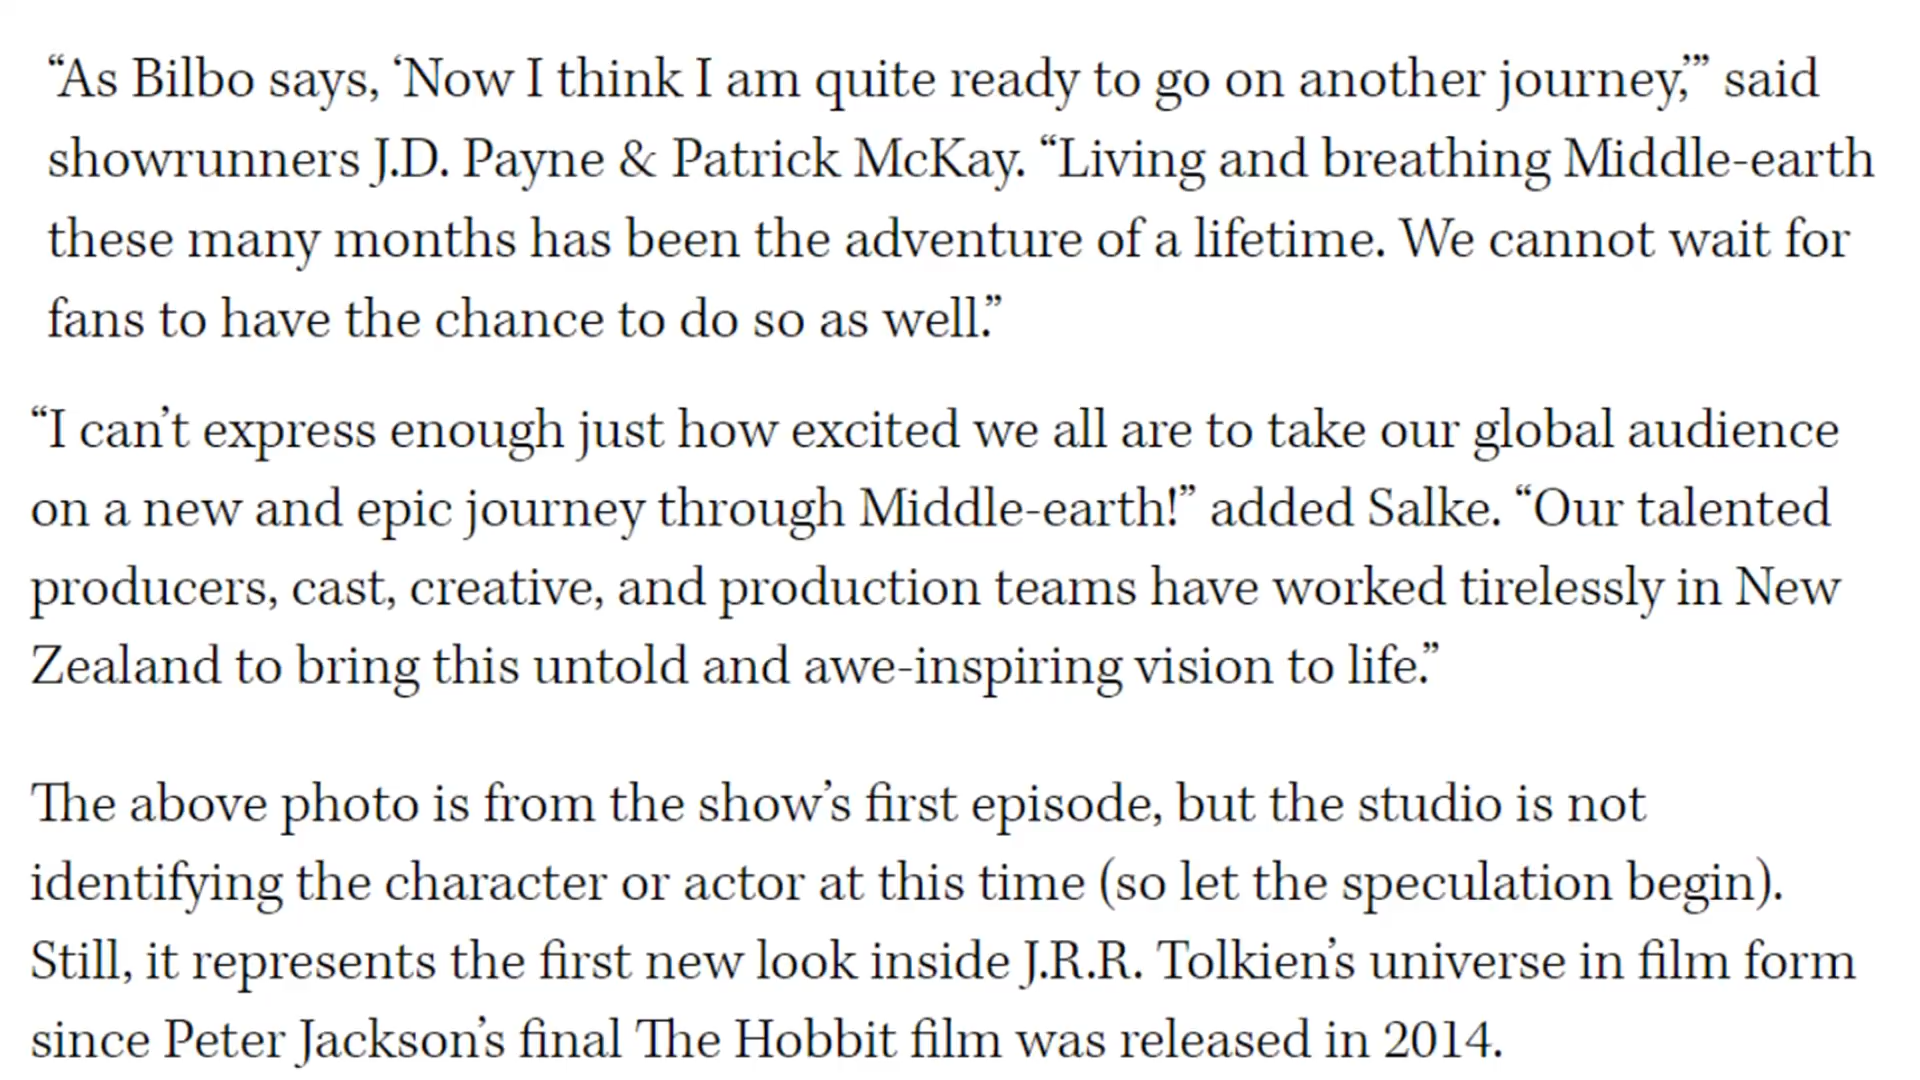 “As Bilbo says, ‘Now I think I am quite ready to go on another journey,’” said
showrunners J.D. Payne & Patrick McKay. “Living and breathing Middle-earth
these many months has been the adventure of a lifetime. We cannot wait for
fans to have the chance to do so as well.”
“I can’t express enough just how excited we all are to take our global audience
on a new and epic journey through Middle-earth!” added Salke. “Our talented
producers, cast, creative, and production teams have worked tirelessly in New
Zealand to bring this untold and awe-inspiring vision to life.”
The above photo is from the show’s first episode, but the studio is not
identifying the character or actor at this time (so let the speculation begin).
Still, it represents the first new look inside J.R.R. Tolkien’s universe in film form
since Peter Jackson’s final The Hobbit film was released in 2014.